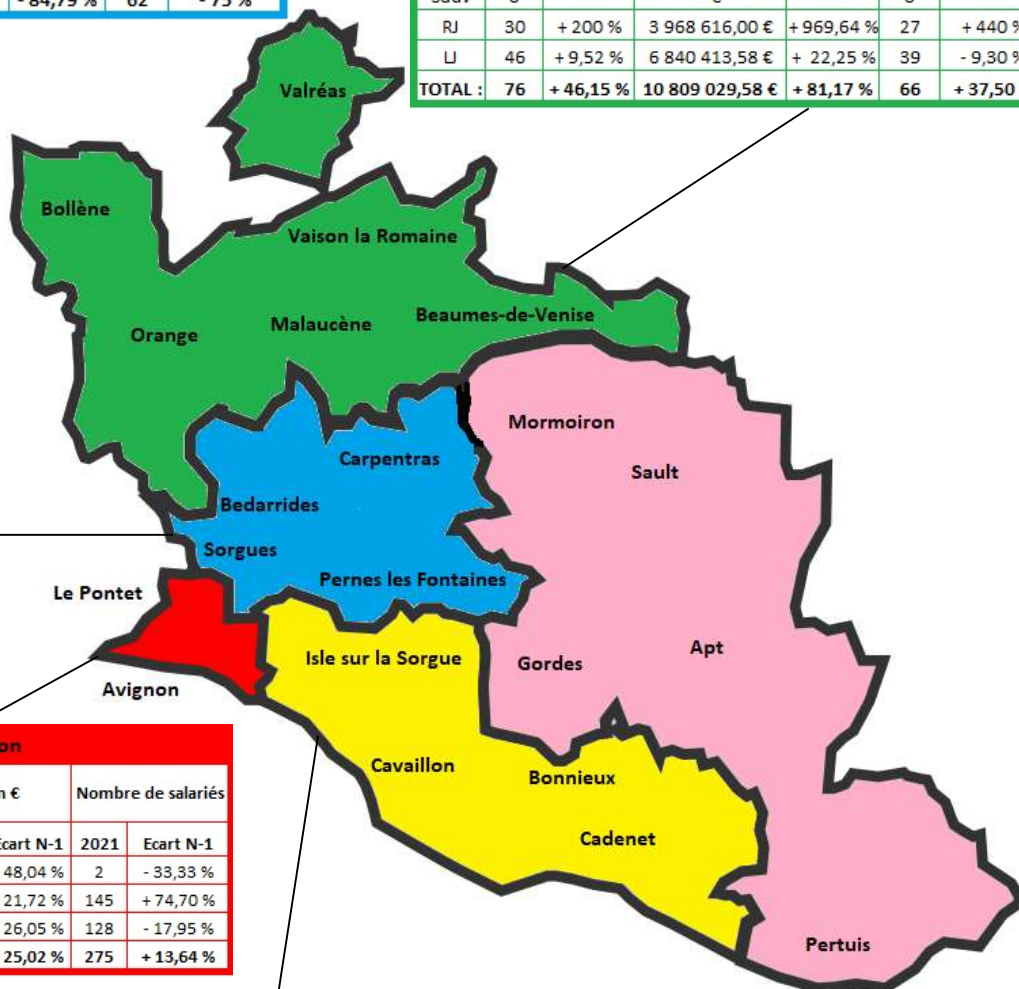 - 84,79 % 62 - 75 %
RJ 30 + 200 % 3 968 616,00 € + 969,64 % 27 + 440 %
LJ 46 + 9,52 % 6 840 413,58 € + 22,25 % 39 - 9,30 %
TOTAL : 76 + 46,15 % 10 809 029,58 € + 81,17 % 66 + 37,50
Valréas
Bollène
Vaison la Romaine
Beaumes-de-Venise
Malaucène
Orange
Mormoiron
Carpentras
Sault
Bedarrides
Sorgues
Pernes les Fontaines
Le Pontet
Apt
Isle sur la Sorgue
Gordes
Avignon
Cavaillon
Bonnieux
Cadenet
Pertuis
on
n € Nombre de salariés
Ecart N-1 2021 Ecart N-1
48,04 % 2 - 33,33 %
21,72 % 145 + 74,70 %
26,05 % 128 - 17,95 %
25,02 % 275 + 13,64 %